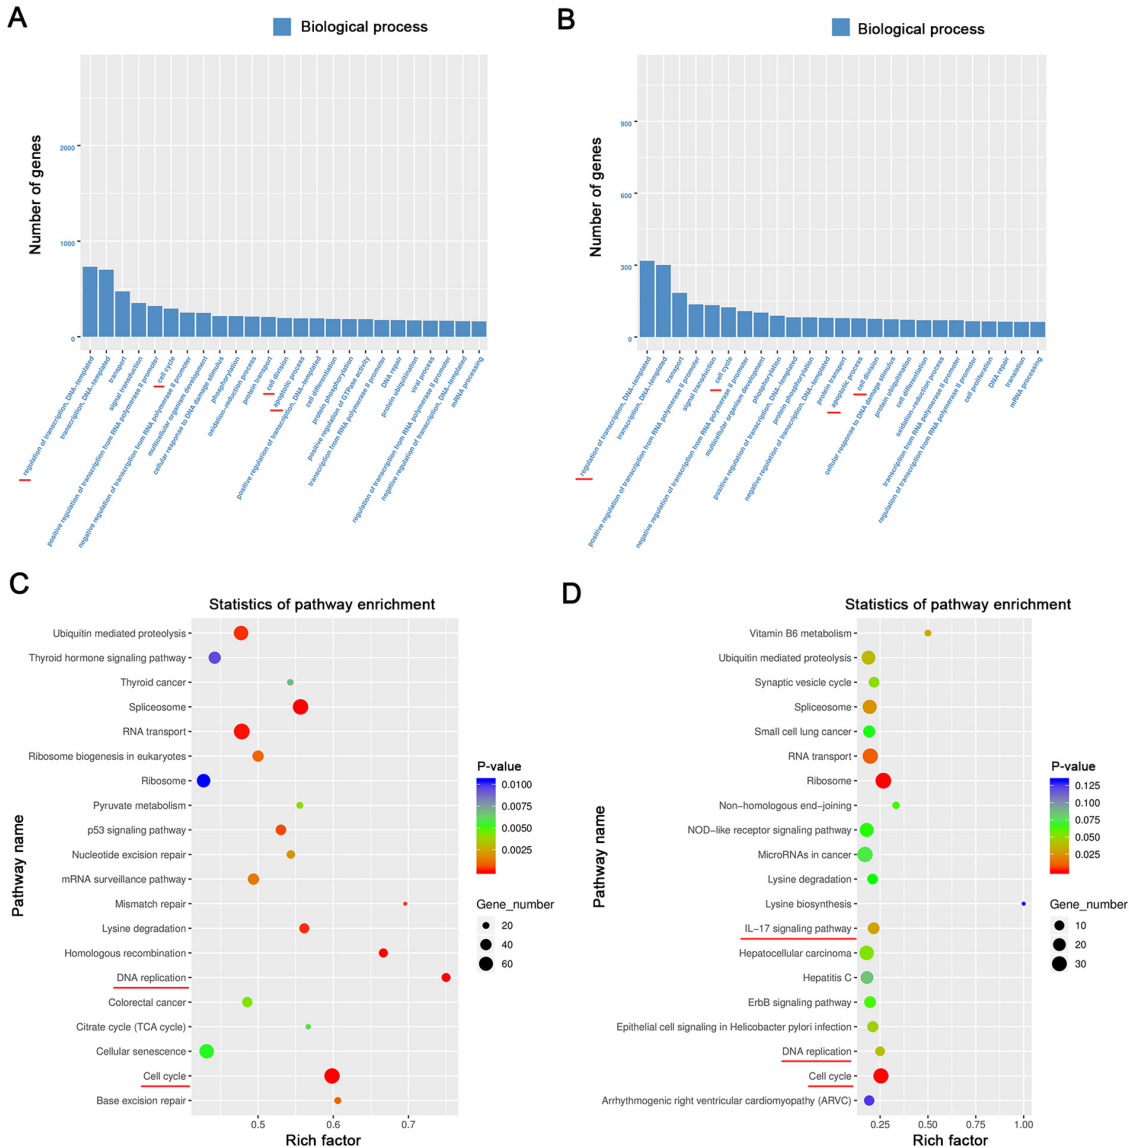 A
Biological process
Number of genes
2000
1000
0
regulation of transcription, DNA-templated
transcription, DNA-templated
transport
signal transduction
positive regulation of transcription from RNA polymerase II promoter
cell cycle
negative regulation of transcription from RNA polymerase II promoter
multicellular organism development
cellular response to DNA damage stimulus
phosphorylation
oxidation-reduction process
protein transport
cell division
apoptotic process
positive regulation of transcription, DNA-templated
cell differentiation
protein phosphorylation
positive regulation of GTPase activity
transcription from RNA polymerase II promoter
DNA repair
protein ubiquitination
viral process
regulation of transcription from RNA polymerase II promoter
negative regulation of transcription, DNA-templated
mRNA processing
B
Biological process
Number of genes
900
600
300
0
regulation of transcription, DNA-templated
transcription, DNA-templated
transport
positive regulation of transcription from RNA polymerase II promoter
signal transduction
cell cycle
negative regulation of transcription from RNA polymerase II promoter
multicellular organism development
phosphorylation
positive regulation of transcription, DNA-templated
protein phosphorylation
negative regulation of transcription, DNA-templated
protein transport
apoptotic process
cell division
cellular response to DNA damage stimulus
protein ubiquitination
cell differentiation
oxidation-reduction process
transcription from RNA polymerase II promoter
regulation of transcription from RNA polymerase II promoter
cell proliferation
DNA repair
translation
mRNA processing
C
Statistics of pathway enrichment
Pathway name
Ubiquitin mediated proteolysis
Thyroid hormone signaling pathway
Thyroid cancer
Spliceosome
RNA transport
Ribosome biogenesis in eukaryotes
Ribosome
Pyruvate metabolism
p53 signaling pathway
Nucleotide excision repair
mRNA surveillance pathway
Mismatch repair
Lysine degradation
Homologous recombination
DNA replication
Colorectal cancer
Citrate cycle (TCA cycle)
Cellular senescence
Cell cycle
Base excision repair
0.5
0.6
0.7
Rich factor
P-value
0.0100
0.0075
0.0050
0.0025
Gene_number
20
40
60
D
Statistics of pathway enrichment
Pathway name
Vitamin B6 metabolism
Ubiquitin mediated proteolysis
Synaptic vesicle cycle
Spliceosome
Small cell lung cancer
RNA transport
Ribosome
Non-homologous end-joining
NOD-like receptor signaling pathway
MicroRNAs in cancer
Lysine degradation
Lysine biosynthesis
IL-17 signaling pathway
Hepatocellular carcinoma
Hepatitis C
ErbB signaling pathway
Epithelial cell signaling in Helicobacter pylori infection
DNA replication
Cell cycle
Arrhythmogenic right ventricular cardiomyopathy (ARVC)
0.25
0.50
0.75
1.00
Rich factor
P-value
0.125
0.100
0.075
0.050
0.025
Gene_number
10
20
30